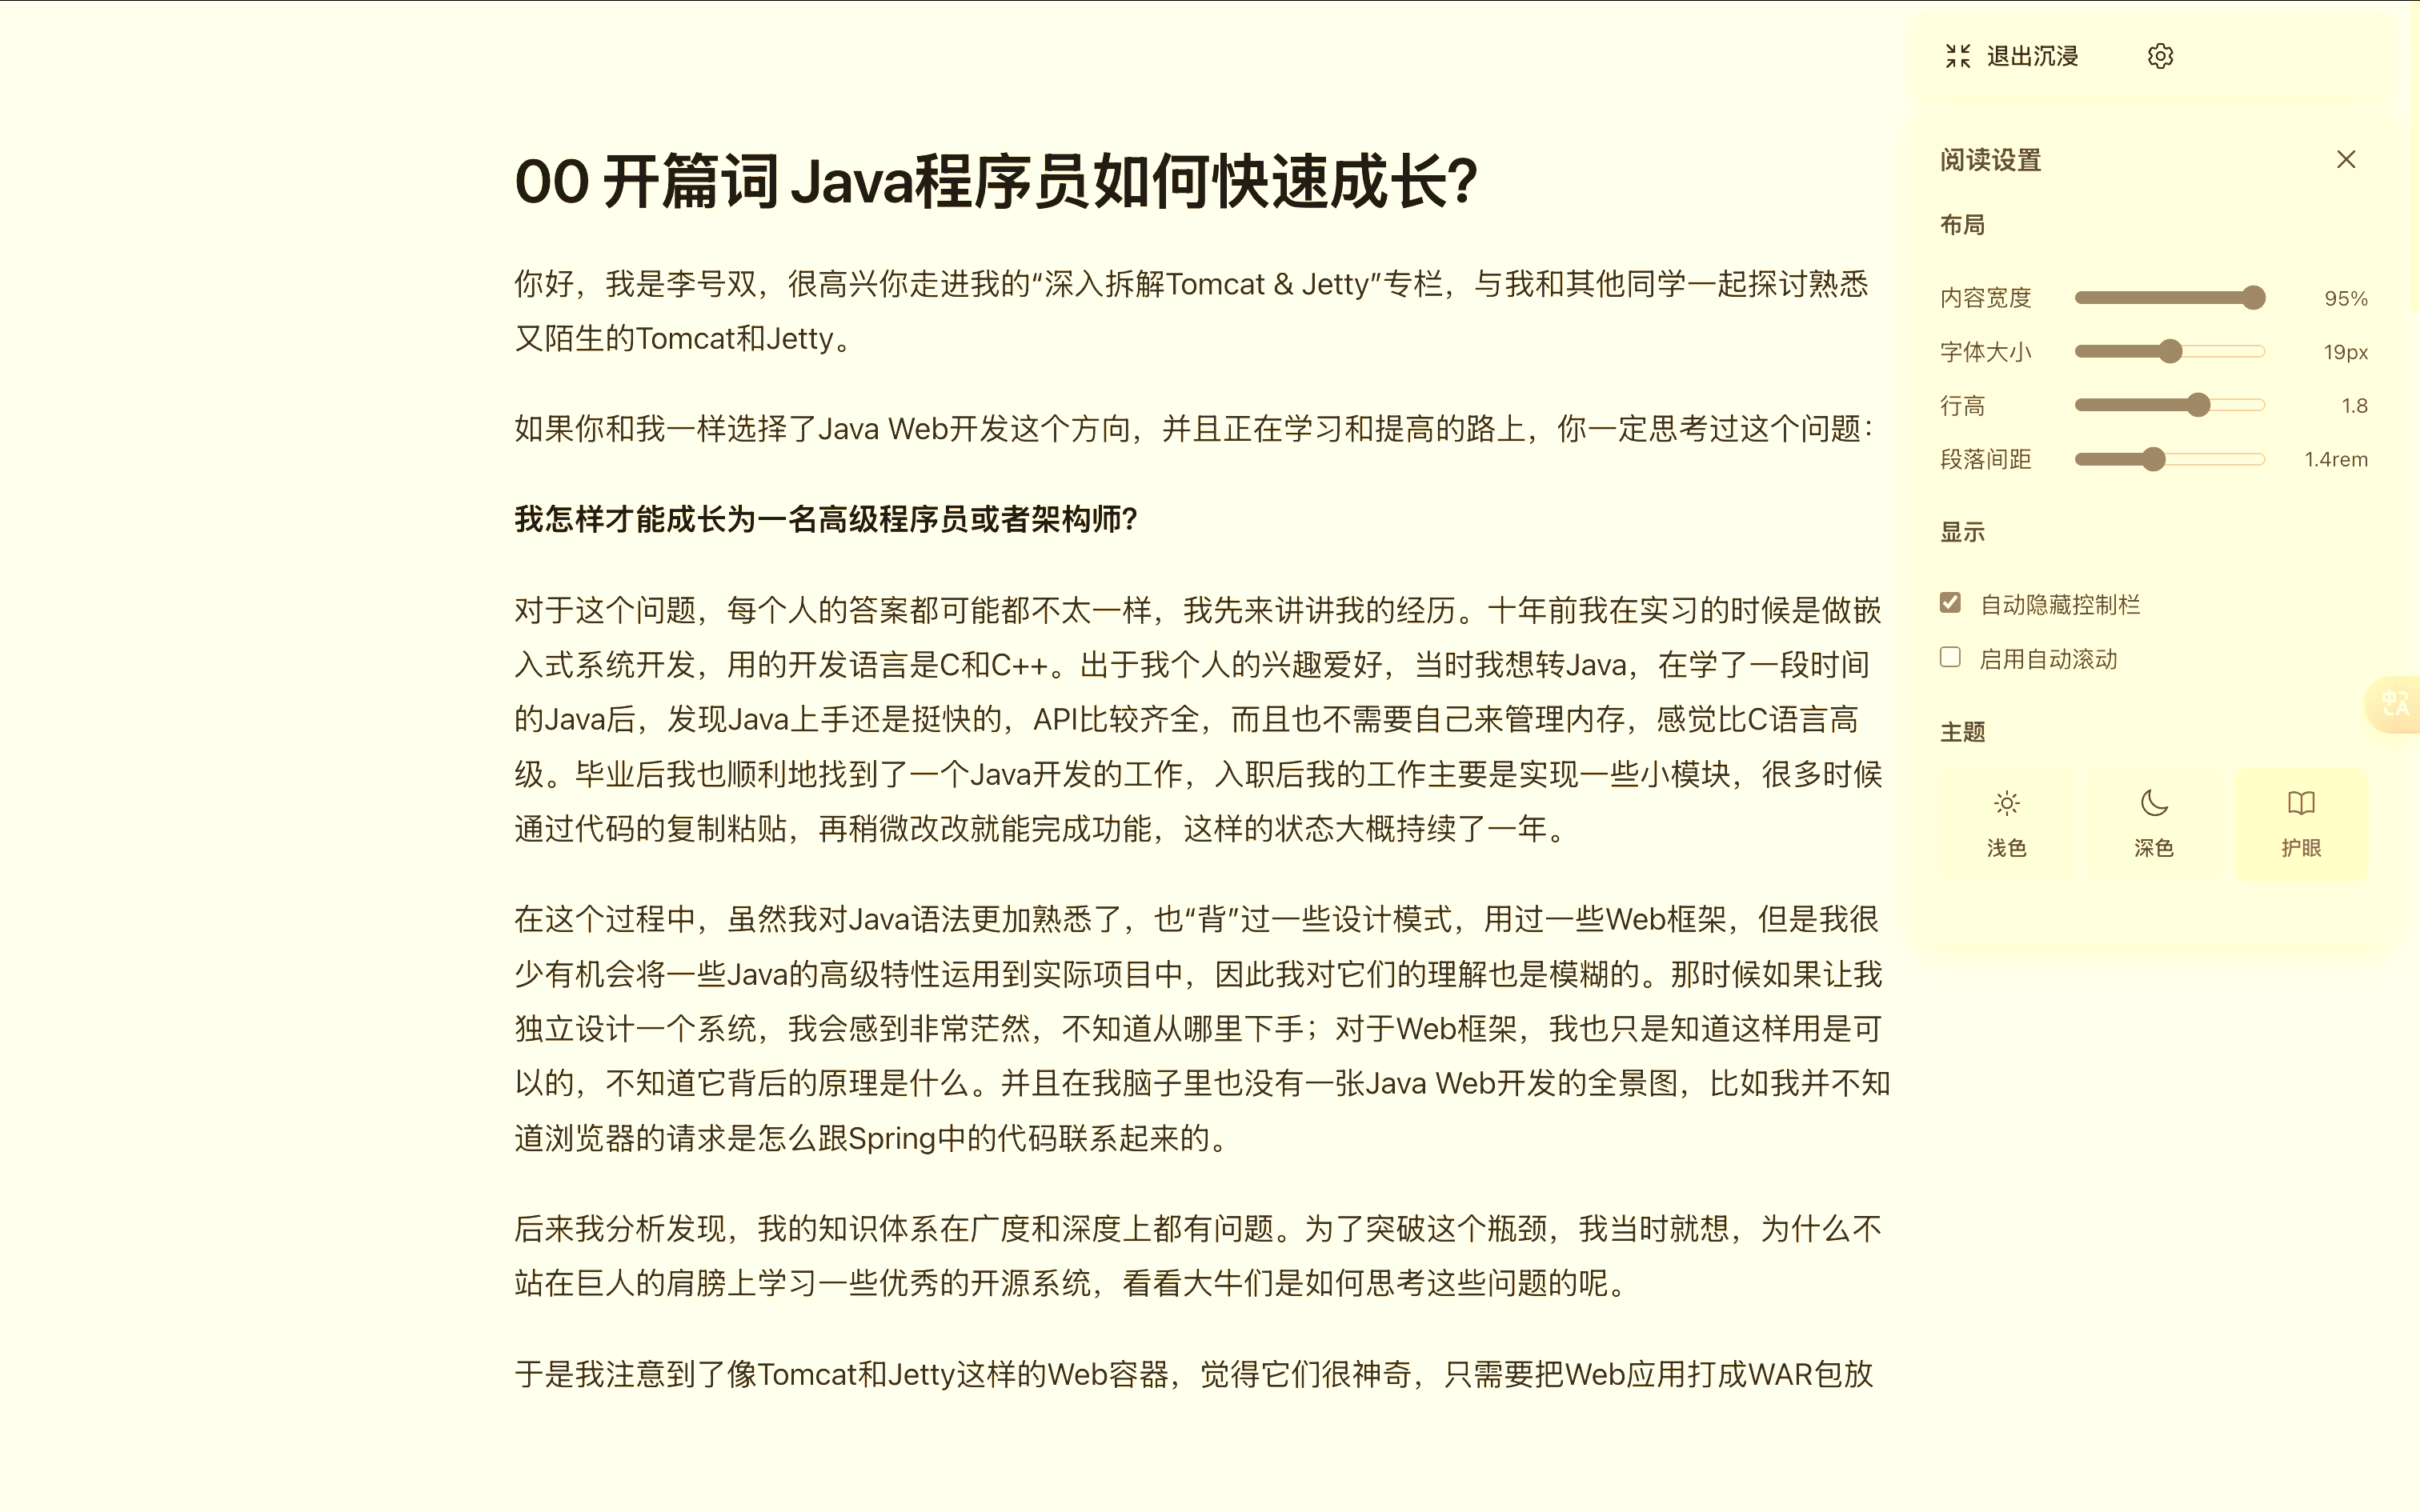 退出沉浸
00 开篇词 Java程序员如何快速成长？
你好，我是李号双，很高兴你走进我的“深入拆解Tomcat & Jetty”专栏，与我和其他同学一起探讨熟悉
又陌生的Tomcat和Jetty。
如果你和我一样选择了Java Web开发这个方向，并且正在学习和提高的路上，你一定思考过这个问题：
我怎样才能成长为一名高级程序员或者架构师？
对于这个问题，每个人的答案都可能都不太一样，我先来讲讲我的经历。十年前我在实习的时候是做嵌
入式系统开发，用的开发语言是C和C++。出于我个人的兴趣爱好，当时我想转Java，在学了一段时间
的Java后，发现Java上手还是挺快的，API比较齐全，而且也不需要自己来管理内存，感觉比C语言高
级。毕业后我也顺利地找到了一个Java开发的工作，入职后我的工作主要是实现一些小模块，很多时候
通过代码的复制粘贴，再稍微改改就能完成功能，这样的状态大概持续了一年。
在这个过程中，虽然我对Java语法更加熟悉了，也“背”过一些设计模式，用过一些Web框架，但是我很
少有机会将一些Java的高级特性运用到实际项目中，因此我对它们的理解也是模糊的。那时候如果让我
独立设计一个系统，我会感到非常茫然，不知道从哪里下手；对于Web框架，我也只是知道这样用是可
以的，不知道它背后的原理是什么。并且在我脑子里也没有一张Java Web开发的全景图，比如我并不知
道浏览器的请求是怎么跟Spring中的代码联系起来的。
后来我分析发现，我的知识体系在广度和深度上都有问题。为了突破这个瓶颈，我当时就想，为什么不
站在巨人的肩膀上学习一些优秀的开源系统，看看大牛们是如何思考这些问题的呢。
于是我注意到了像Tomcat和Jetty这样的Web容器，觉得它们很神奇，只需要把Web应用打成WAR包放
阅读设置
布局
内容宽度 95%
字体大小 19px
行高 1.8
段落间距 1.4rem
显示
自动隐藏控制栏
启用自动滚动
中A
主题
浅色 深色 护眼